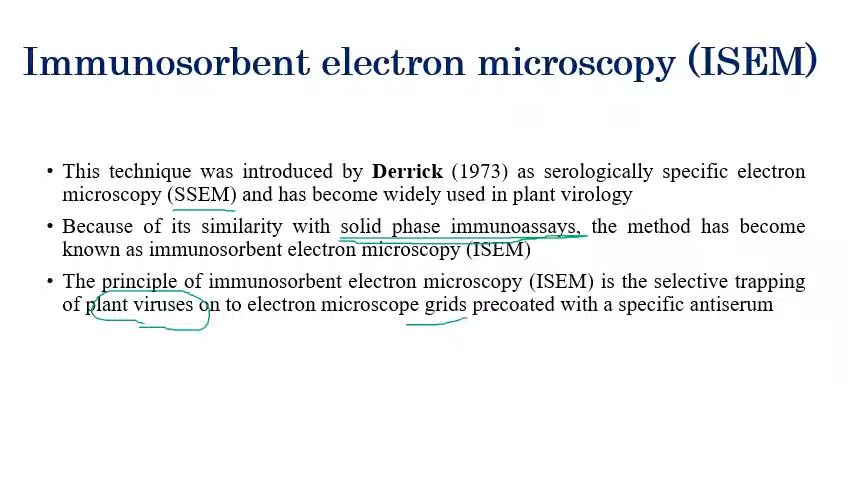 Immunosorbent electron microscopy (ISEM)
• This technique was introduced by Derrick (1973) as serologically specific electron
microscopy (SSEM) and has become widely used in plant virology
• Because of its similarity with solid phase immunoassays, the method has become
known as immunosorbent electron microscopy (ISEM)
• The principle of immunosorbent electron microscopy (ISEM) is the selective trapping
of plant viruses on to electron microscope grids precoated with a specific antiserum